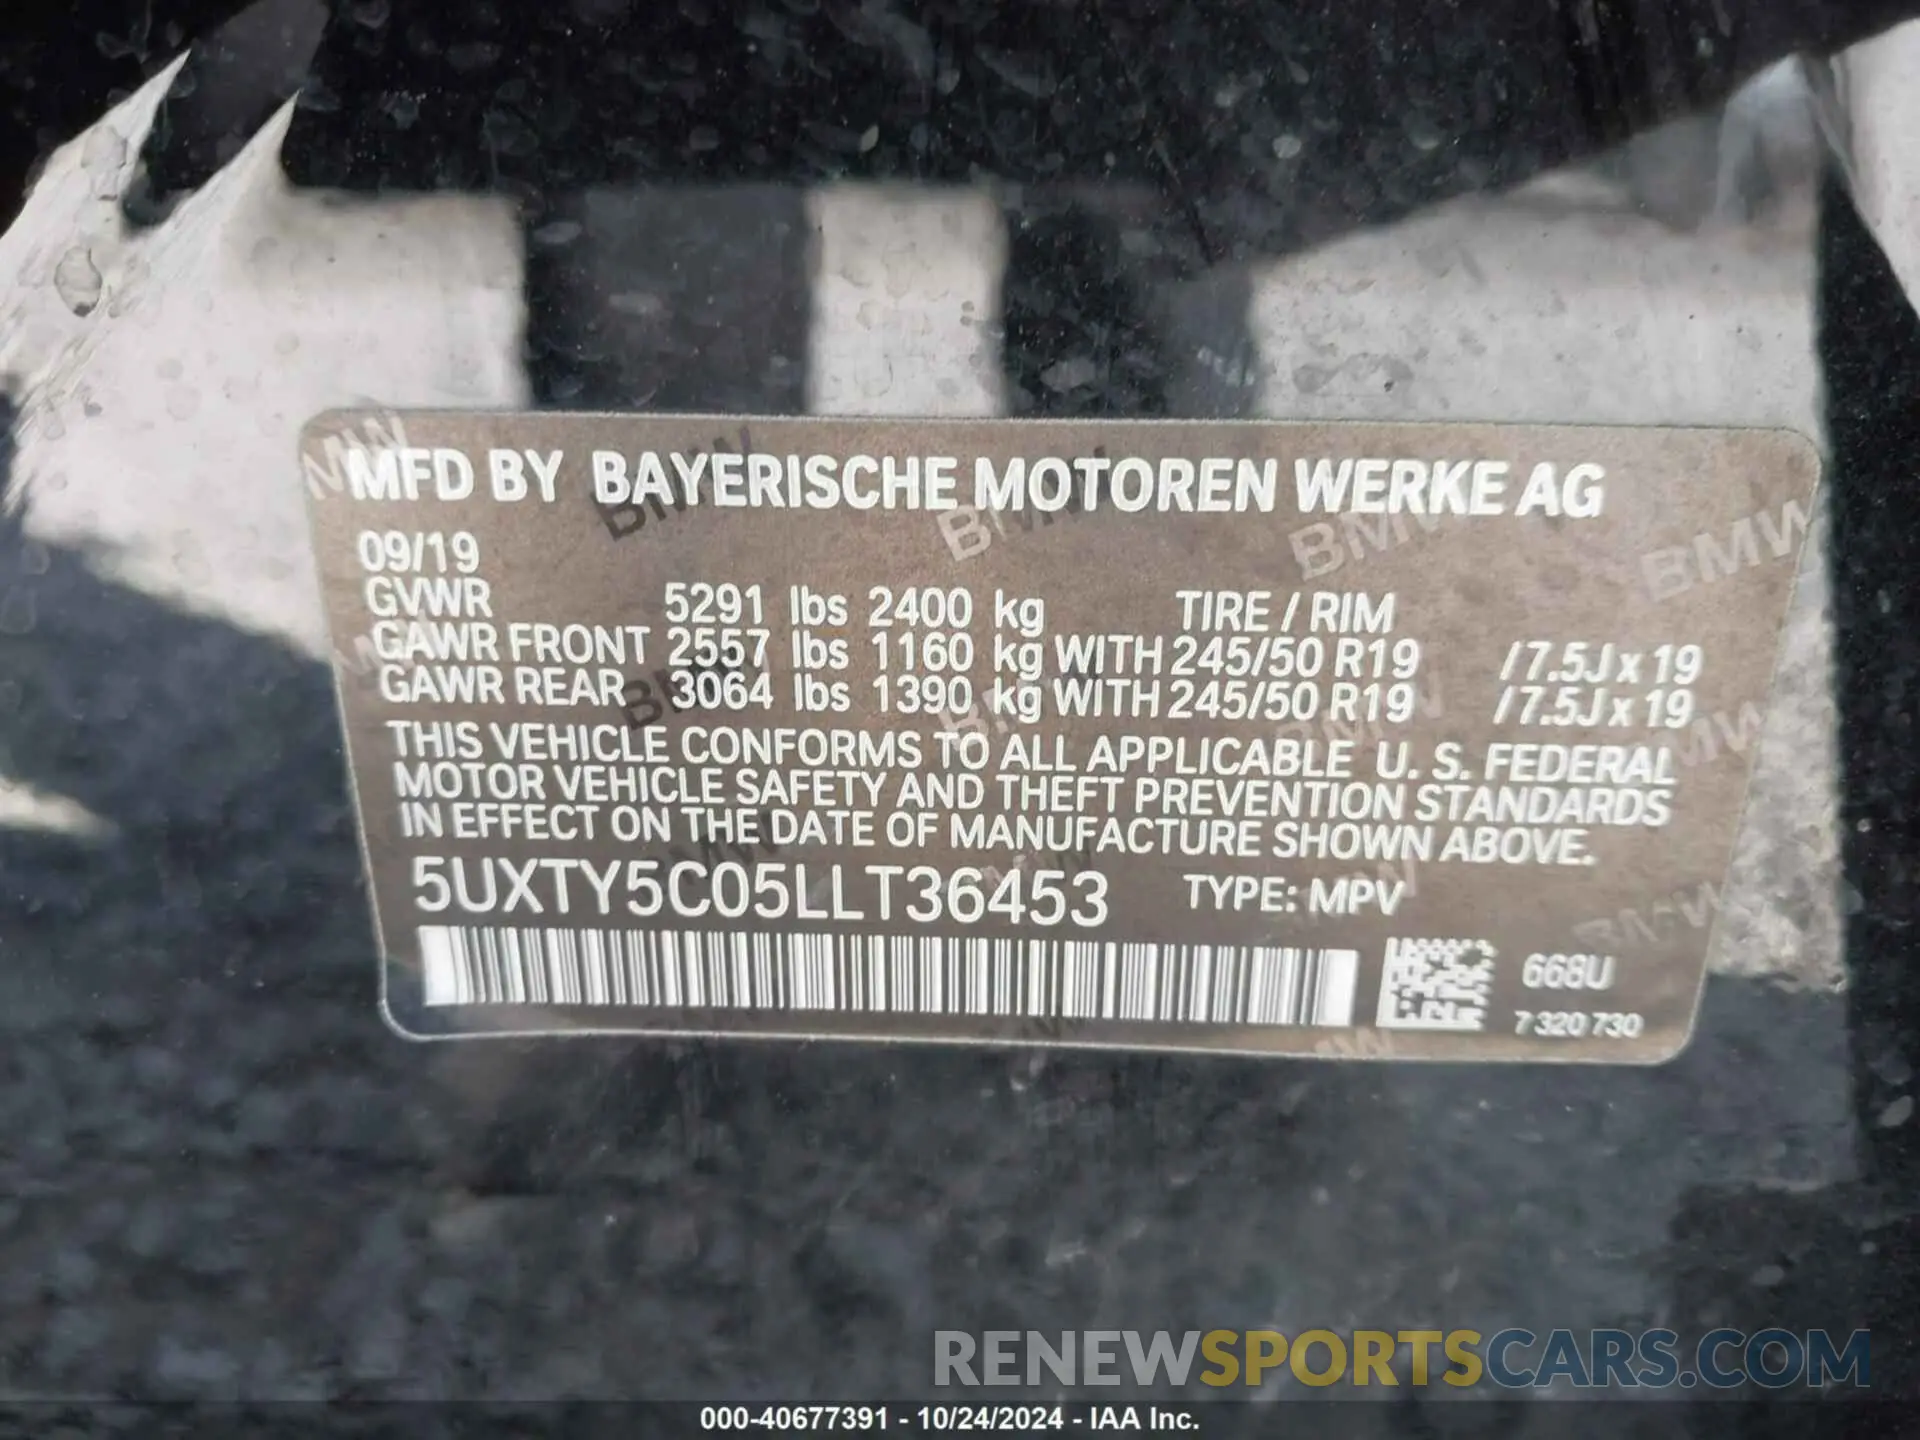 MFD BY BAYERISCHE MOTOREN WERKE AG
09/19
GVWR 5291 lbs 2400 kg TIRE / RIM
GAWR FRONT 2557 lbs 1160 kg WITH 245/50 R19 /7.5J x 19
GAWR REAR 3064 lbs 1390 kg WITH 245/50 R19 /7.5J x 19
THIS VEHICLE CONFORMS TO ALL APPLICABLE U. S. FEDERAL
MOTOR VEHICLE SAFETY AND THEFT PREVENTION STANDARDS
IN EFFECT ON THE DATE OF MANUFACTURE SHOWN ABOVE.
5UXTY5C05LLT36453 TYPE: MPV
668U
7 320 730
RENEWSPORTSCARS.COM
000-40677391 - 10/24/2024 - IAA Inc.